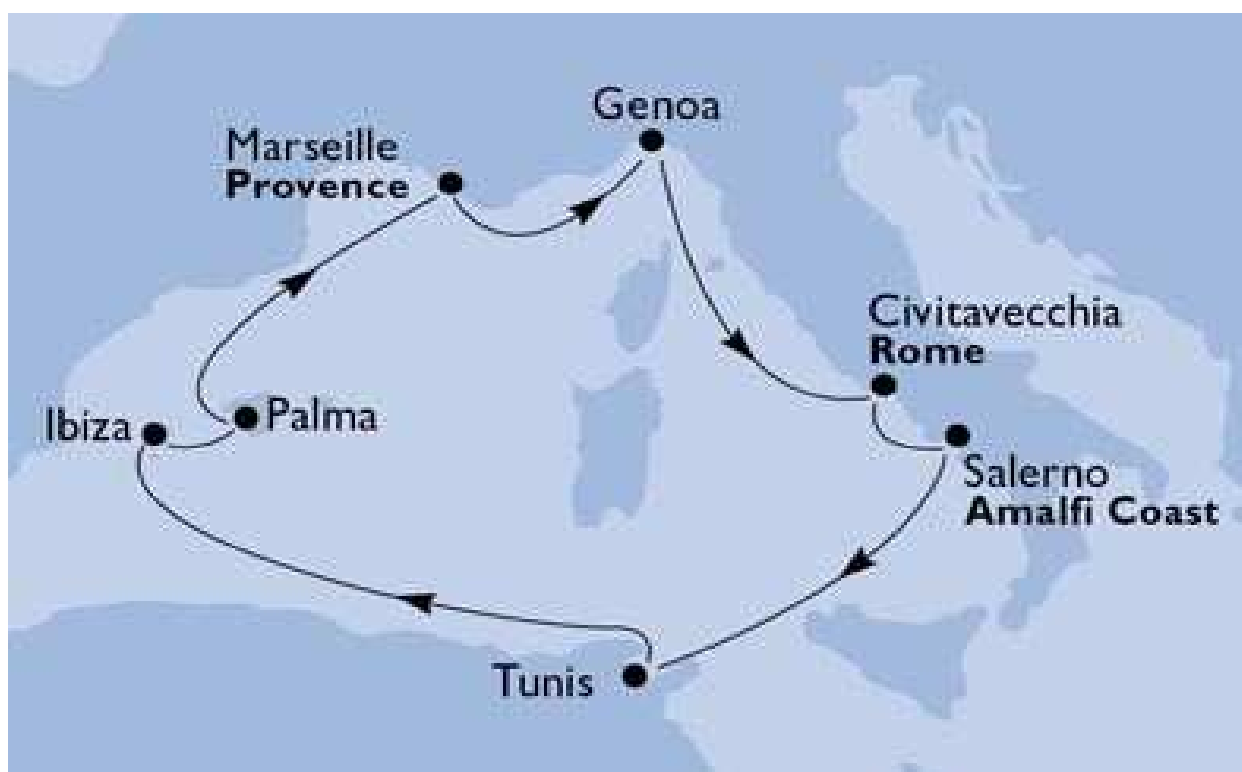 Genoa
Marseille
Provence
Civitavecchia
Rome
Ibiza
Palma
Salerno
Amalfi Coast
Tunis